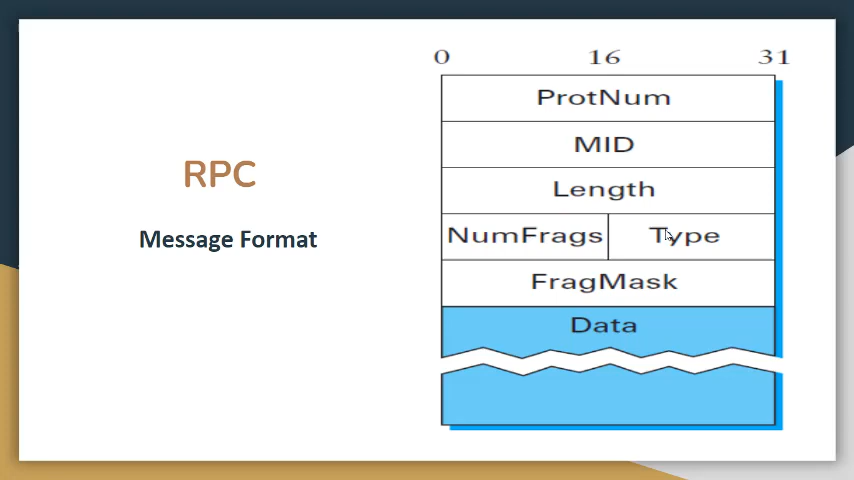 RPC
Message Format
0 16 31
ProtNum
MID
Length
NumFrags Type
FragMask
Data